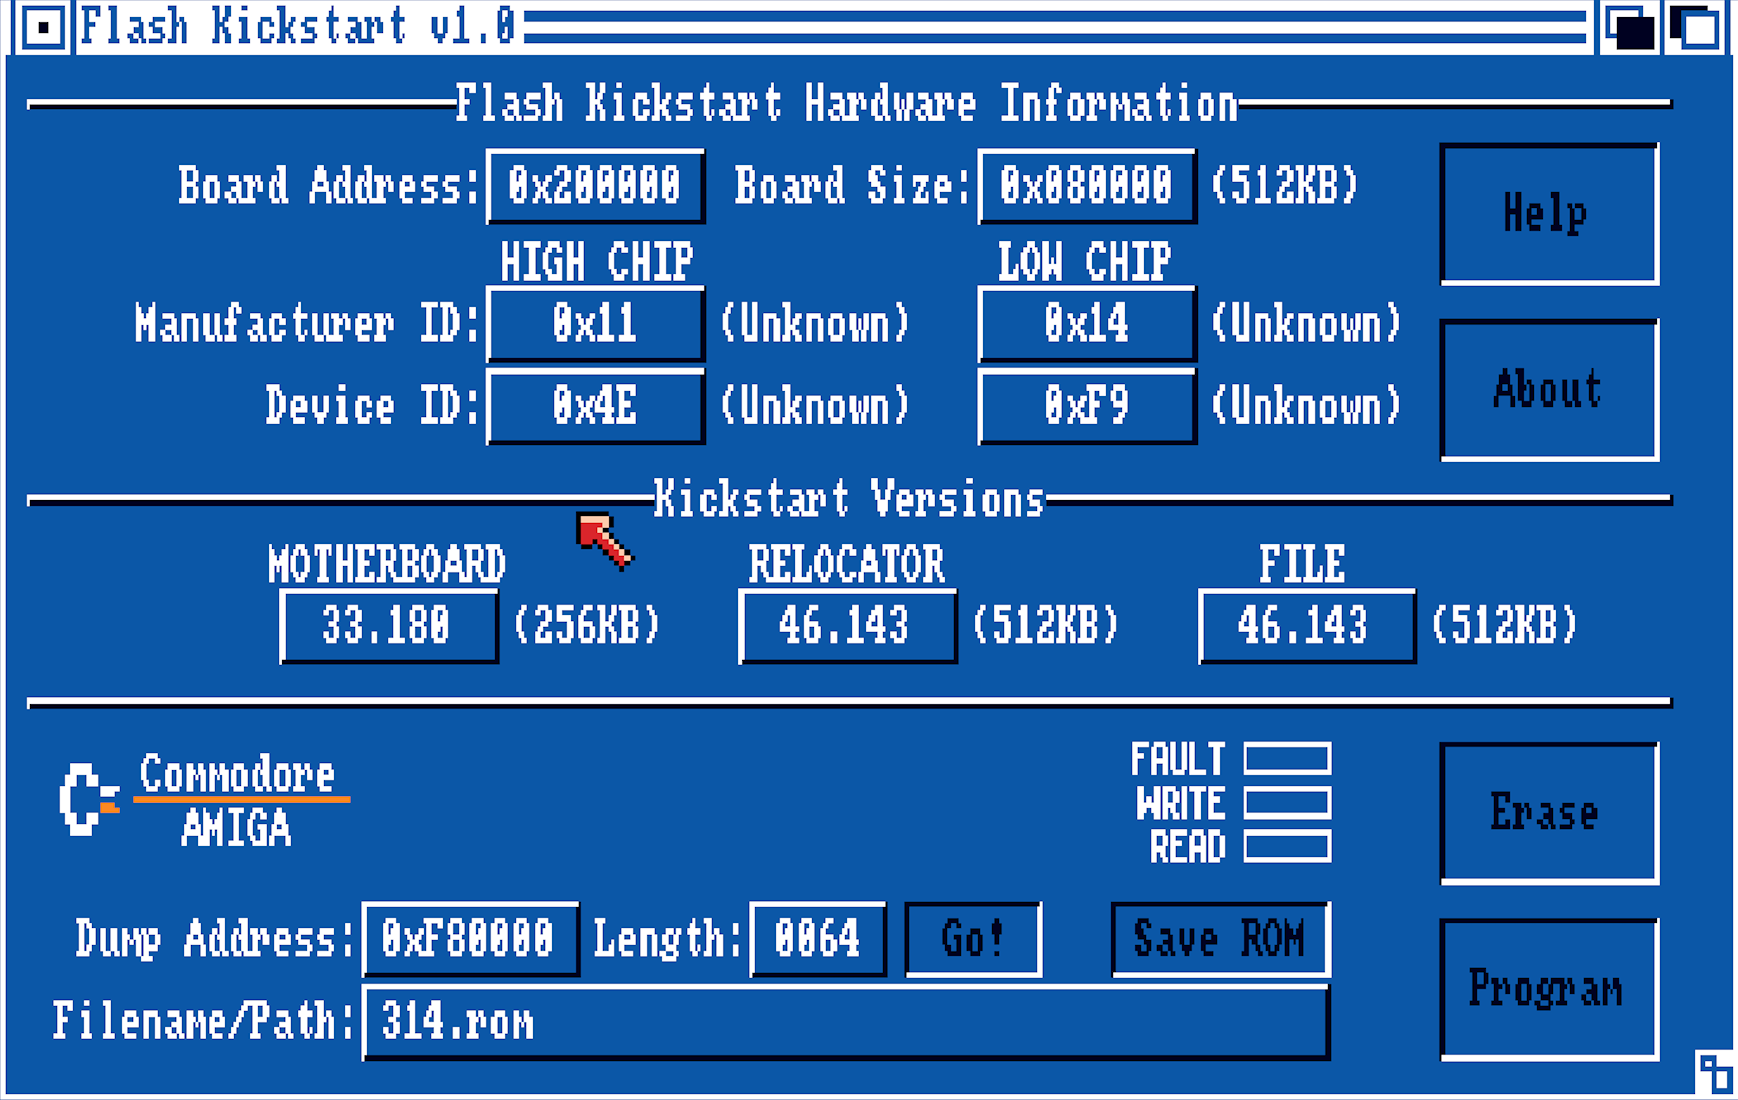 Flash Kickstart v1.0
Flash Kickstart Hardware Information
Board Address: 0x200000 Board Size: 0x080000 (512KB)
Help
HIGH CHIP LOW CHIP
Manufacturer ID: 0x11 (Unknown) 0x14 (Unknown)
About
Device ID: 0x4E (Unknown) 0xF9 (Unknown)
Kickstart Versions
MOTHERBOARD RELOCATOR FILE
33.180 (256KB) 46.143 (512KB) 46.143 (512KB)
Commodore
AMIGA
FAULT
WRITE
READ
Erase
Dump Address: 0xF80000 Length: 0064 Go! Save ROM
Program
Filename/Path: 314.rom